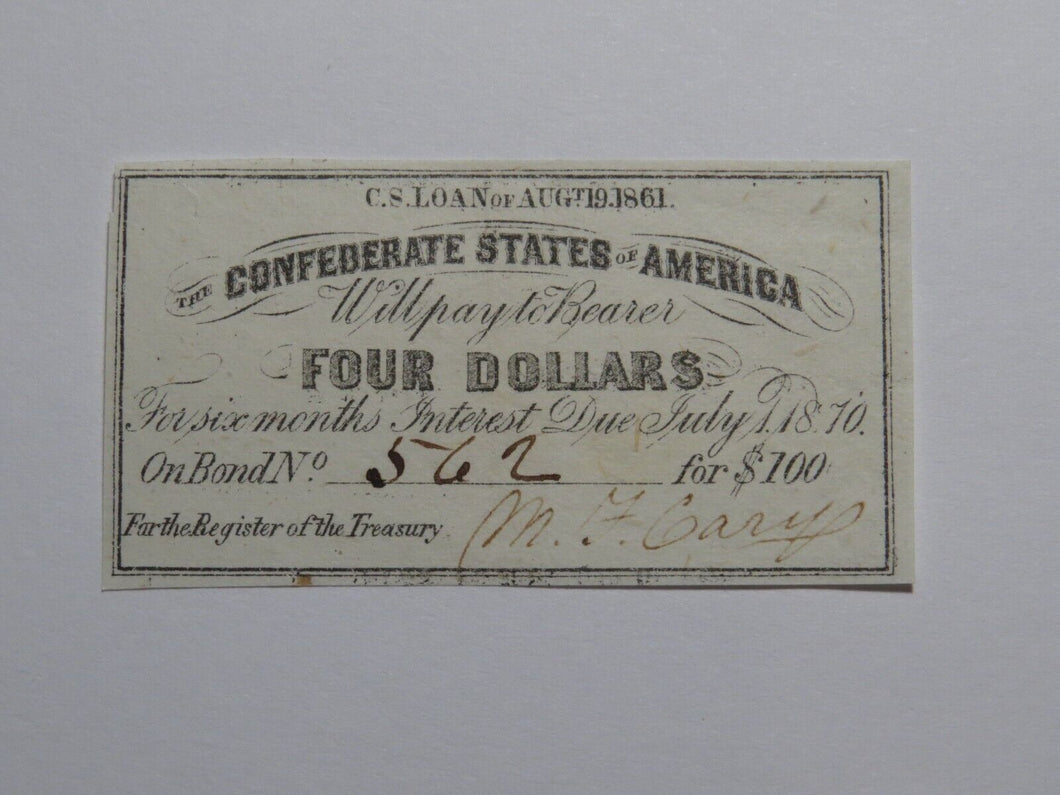 C.S. LOAN OF AUGT. 19. 1861.
THE CONFEDERATE STATES OF AMERICA
Will pay to Bearer
FOUR DOLLARS
For six months Interest Due July 1. 1870.
On Bond No. 562 for $100
For the Register of the Treasury M. F. Cary